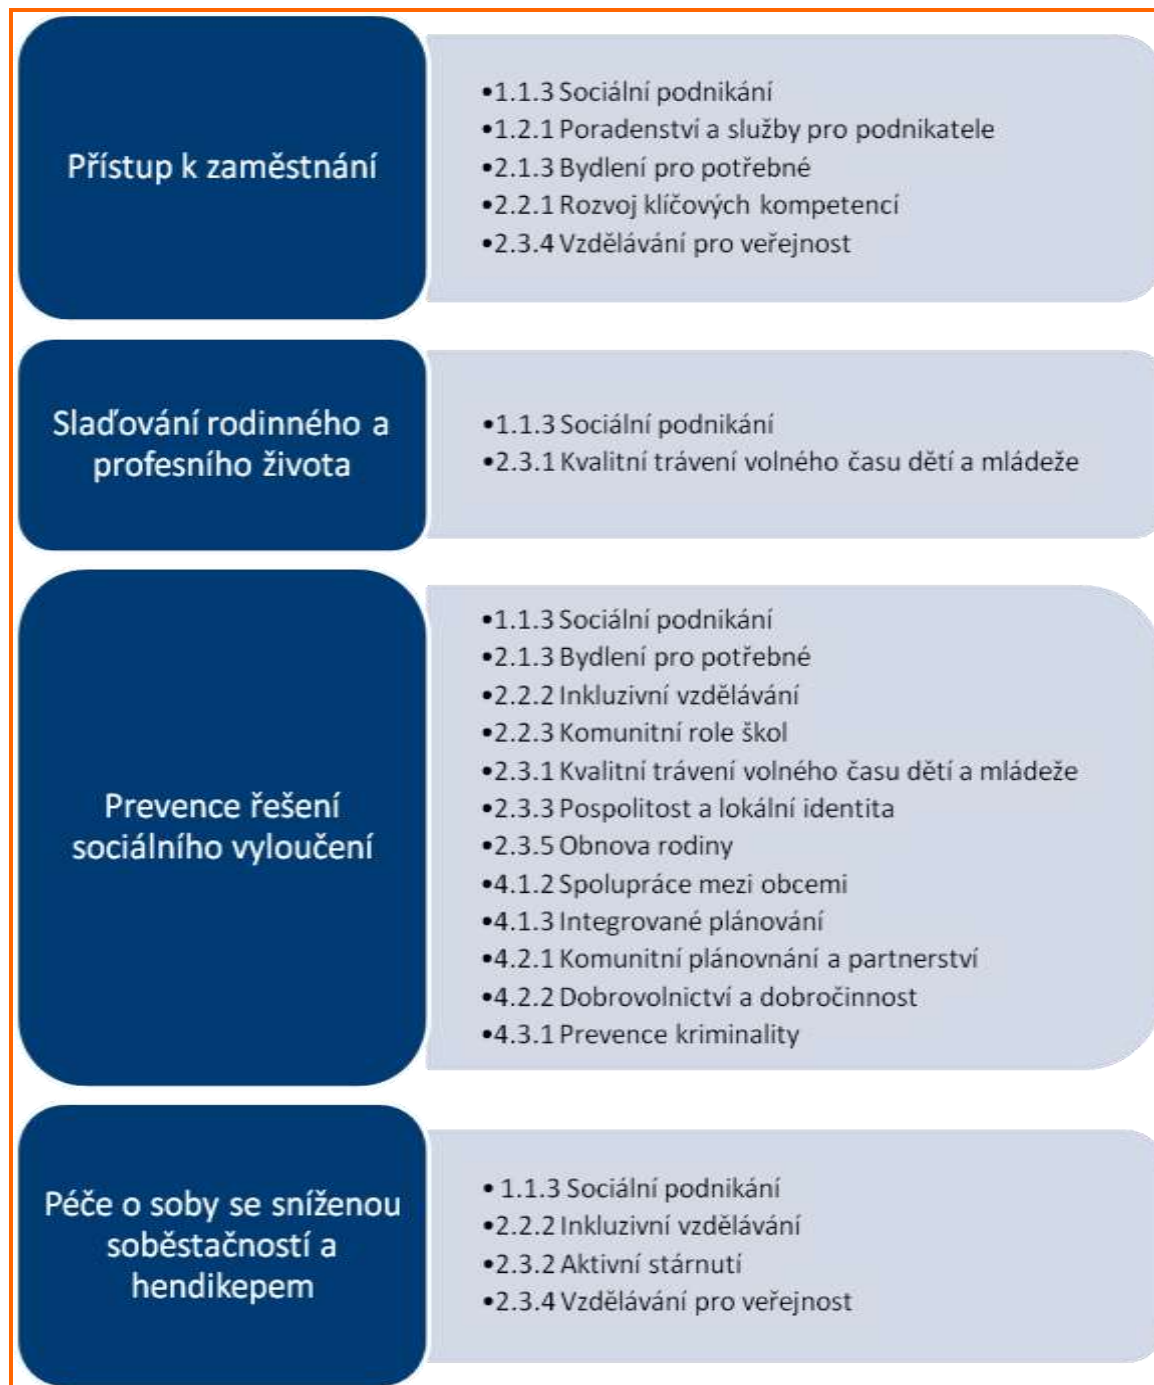 Přístup k zaměstnání
•1.1.3 Sociální podnikání
•1.2.1 Poradenství a služby pro podnikatele
•2.1.3 Bydlení pro potřebné
•2.2.1 Rozvoj klíčových kompetencí
•2.3.4 Vzdělávání pro veřejnost
Slaďování rodinného a
profesního života
•1.1.3 Sociální podnikání
•2.3.1 Kvalitní trávení volného času dětí a mládeže
Prevence řešení
sociálního vyloučení
•1.1.3 Sociální podnikání
•2.1.3 Bydlení pro potřebné
•2.2.2 Inkluzivní vzdělávání
•2.2.3 Komunitní role škol
•2.3.1 Kvalitní trávení volného času dětí a mládeže
•2.3.3 Pospolitost a lokální identita
•2.3.5 Obnova rodiny
•4.1.2 Spolupráce mezi obcemi
•4.1.3 Integrované plánování
•4.2.1 Komunitní plánovnání a partnerství
•4.2.2 Dobrovolnictví a dobročinnost
•4.3.1 Prevence kriminality
Péče o soby se sníženou
soběstačností a
hendikepem
• 1.1.3 Sociální podnikání
•2.2.2 Inkluzivní vzdělávání
•2.3.2 Aktivní stárnutí
•2.3.4 Vzdělávání pro veřejnost